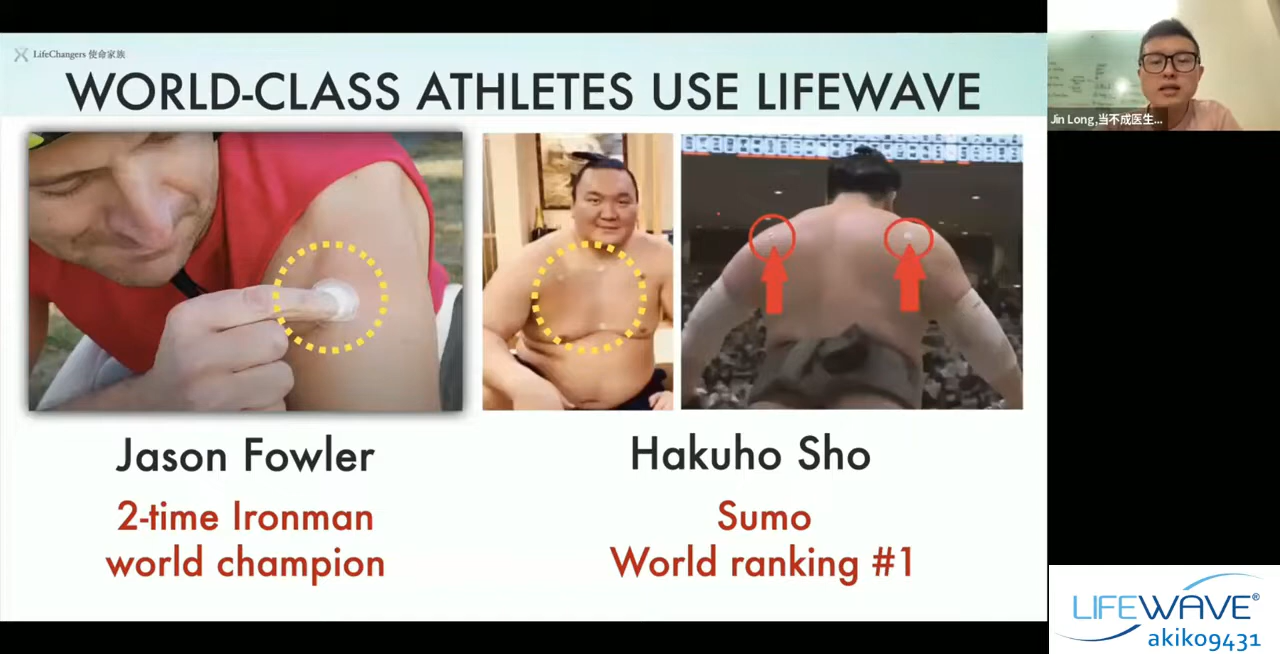 LifeChangers 使命家族
WORLD-CLASS ATHLETES USE LIFEWAVE
Jin Long,当不成医生...
Jason Fowler
Hakuho Sho
2-time Ironman
world champion
Sumo
World ranking #1
LIFEWAVE®
akiko9431